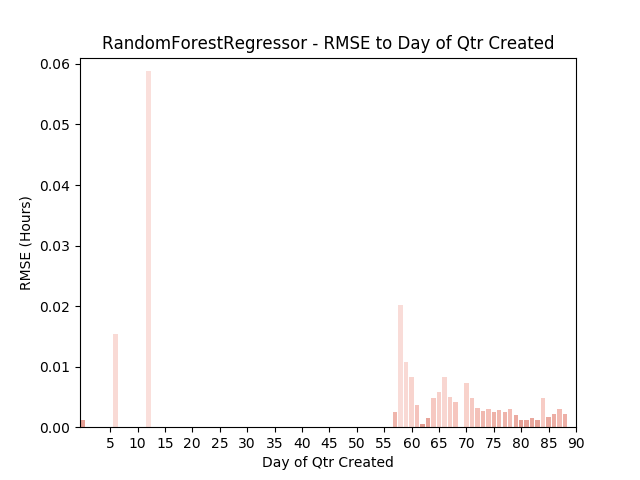 RandomForestRegressor - RMSE to Day of Qtr Created
0.06
0.05
0.04
0.03
0.02
0.01
0.00
RMSE (Hours)
5 10 15 20 25 30 35 40 45 50 55 60 65 70 75 80 85 90
Day of Qtr Created